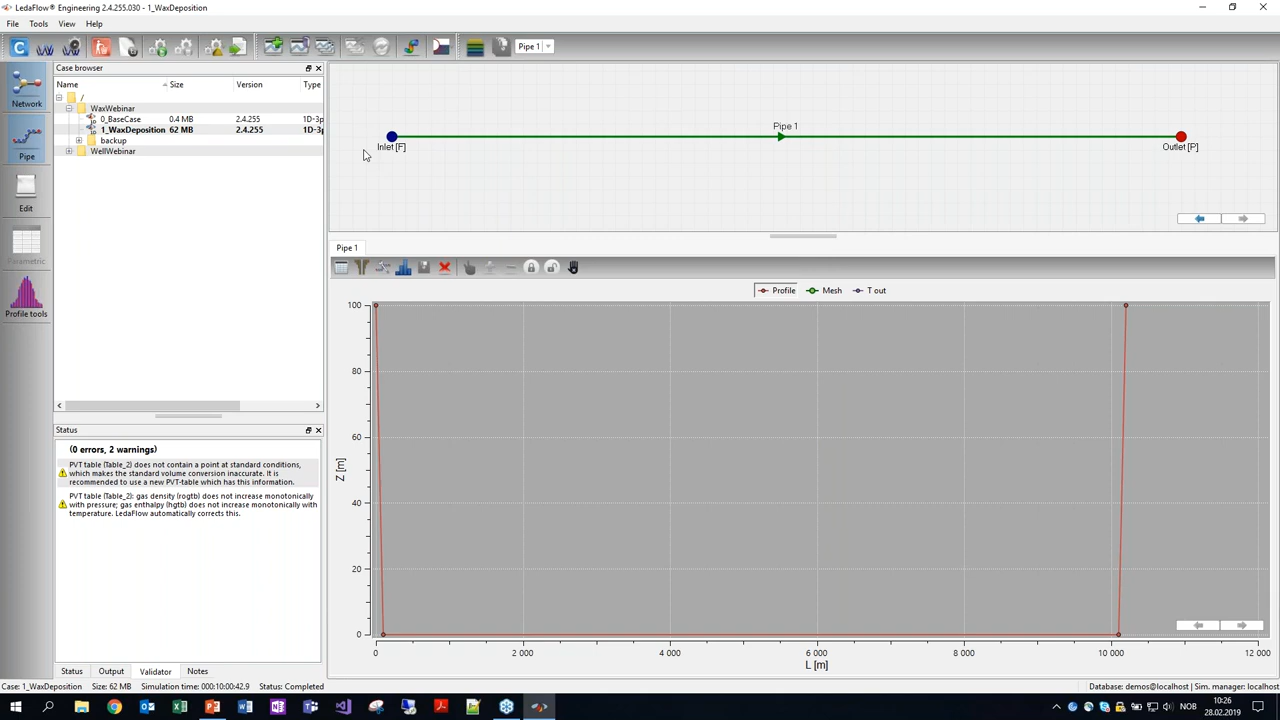 LedaFlow® Engineering 2.4.255.030 - 1_WaxDeposition
File Tools View Help
Pipe 1
Network
Pipe
Edit
Parametric
Profile tools
Case browser
Name Size Version Type
/
WaxWebinar
0_BaseCase 0.4 MB 2.4.255 1D-3p
1_WaxDeposition 62 MB 2.4.255 1D-3p
backup
WellWebinar
Pipe 1
Inlet [F]
Outlet [P]
Pipe 1
Profile Mesh T out
100
80
60
40
20
0
Z [m]
0 2 000 4 000 6 000 8 000 10 000 12 000
L [m]
Status
(0 errors, 2 warnings)
PVT table (Table_2) does not contain a point at standard conditions,
which makes the standard volume conversion inaccurate. It is
recommended to use a new PVT-table which has this information.
PVT table (Table_2): gas density (rogtb) does not increase monotonically
with pressure; gas enthalpy (hgtb) does not increase monotonically with
temperature. LedaFlow automatically corrects this.
Status Output Validator Notes
Case: 1_WaxDeposition Size: 62 MB Simulation time: 000:10:00:42.9 Status: Completed
Database: demos@localhost | Sim. manager: localhost
NOB
10:26
28.02.2019